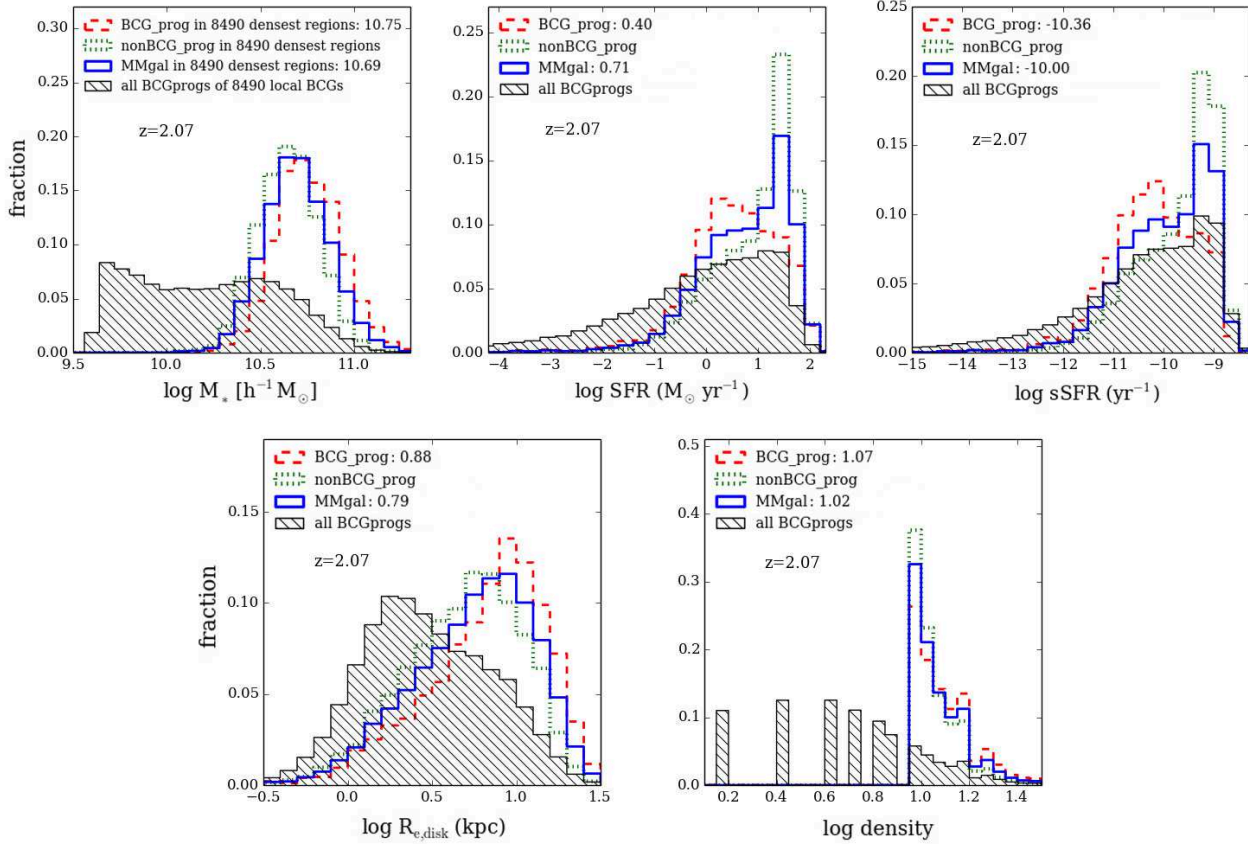 BCG_prog in 8490 densest regions: 10.75
nonBCG_prog in 8490 densest regions
MMgal in 8490 densest regions: 10.69
all BCGprogs of 8490 local BCGs
z=2.07
fraction
0.30
0.25
0.20
0.15
0.10
0.05
0.00
9.5 10.0 10.5 11.0
log M* [h⁻¹ M⊙]
BCG_prog: 0.40
nonBCG_prog
MMgal: 0.71
all BCGprogs
z=2.07
0.25
0.20
0.15
0.10
0.05
0.00
−4 −3 −2 −1 0 1 2
log SFR (M⊙ yr⁻¹)
BCG_prog: -10.36
nonBCG_prog
MMgal: -10.00
all BCGprogs
z=2.07
0.25
0.20
0.15
0.10
0.05
0.00
−15 −14 −13 −12 −11 −10 −9
log sSFR (yr⁻¹)
BCG_prog: 0.88
nonBCG_prog
MMgal: 0.79
all BCGprogs
z=2.07
fraction
0.15
0.10
0.05
0.00
−0.5 0.0 0.5 1.0 1.5
log Re,disk (kpc)
BCG_prog: 1.07
nonBCG_prog
MMgal: 1.02
all BCGprogs
z=2.07
0.5
0.4
0.3
0.2
0.1
0.0
0.2 0.4 0.6 0.8 1.0 1.2 1.4
log density